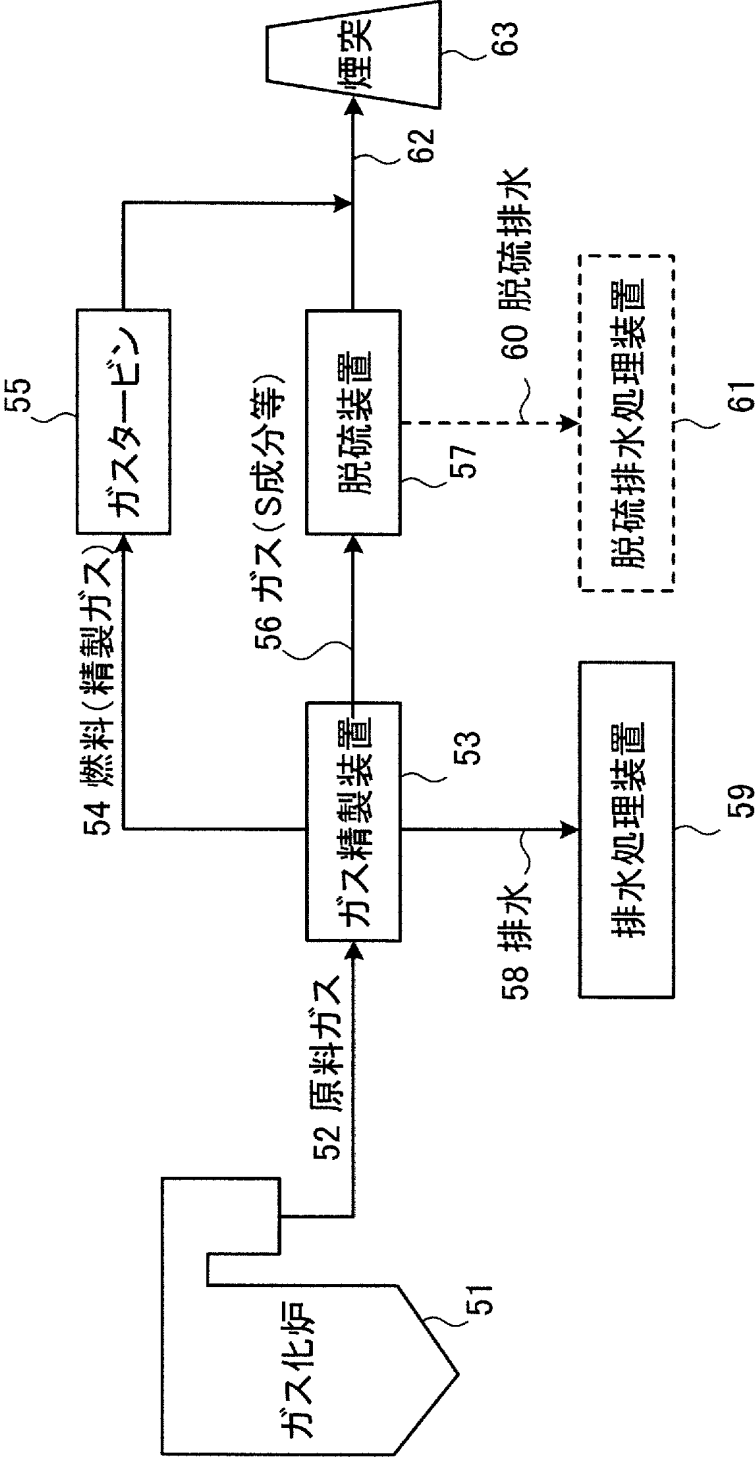 ガス化炉
51
52 原料ガス
ガス精製装置
53
54 燃料(精製ガス)
ガスタービン
55
56 ガス(S成分等)
脱硫装置
57
58 排水
排水処理装置
59
60 脱硫排水
脱硫排水処理装置
61
62
煙突
63